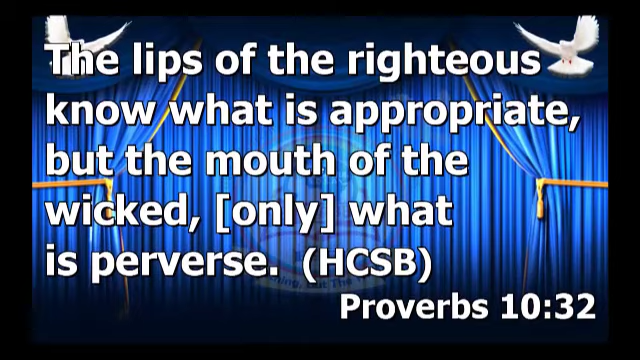 The lips of the righteous
know what is appropriate,
but the mouth of the
wicked, [only] what
is perverse. (HCSB)
Proverbs 10:32